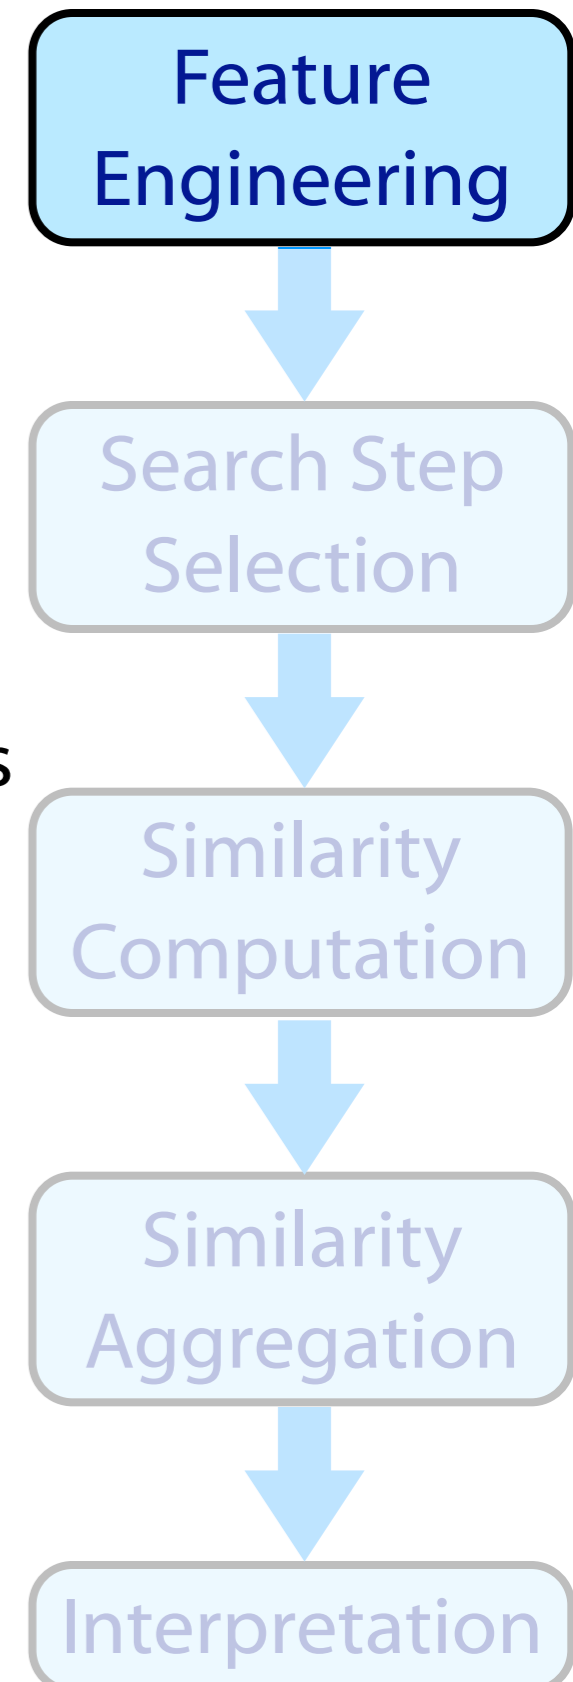 Feature
Engineering
Search Step
Selection
s
Similarity
Computation
Similarity
Aggregation
Interpretation